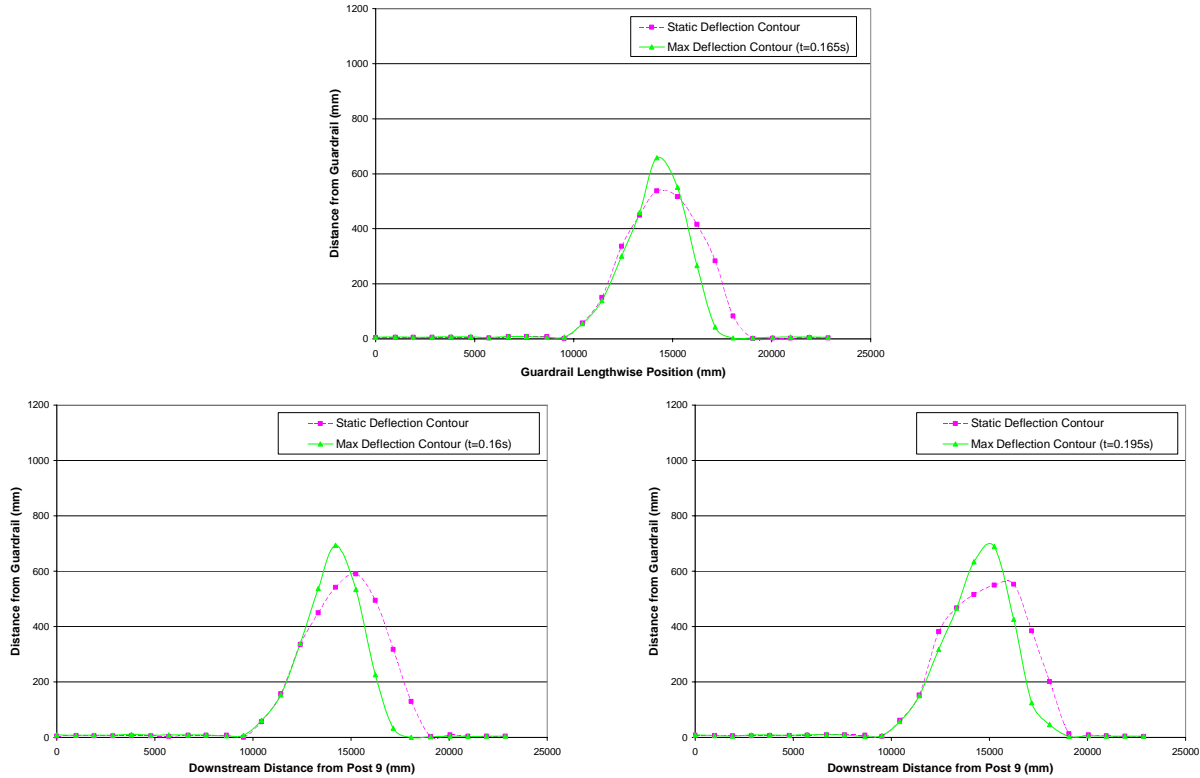 1200
1000
800
600
400
200
0
Distance from Guardrail (mm)
Static Deflection Contour
Max Deflection Contour (t=0.165s)
0 5000 10000 15000 20000 25000
Guardrail Lengthwise Position (mm)
1200
1000
800
600
400
200
0
Distance from Guardrail (mm)
Static Deflection Contour
Max Deflection Contour (t=0.16s)
0 5000 10000 15000 20000 25000
Downstream Distance from Post 9 (mm)
1200
1000
800
600
400
200
0
Distance from Guardrail (mm)
Static Deflection Contour
Max Deflection Contour (t=0.195s)
0 5000 10000 15000 20000 25000
Downstream Distance from Post 9 (mm)